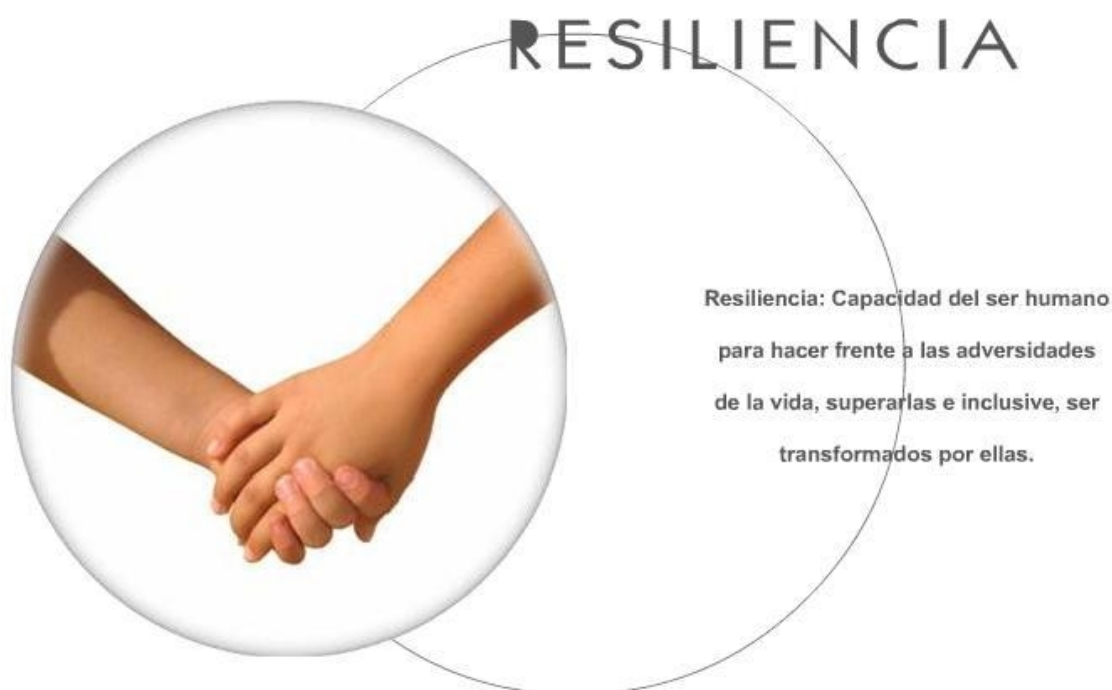 RESILIENCIA
Resiliencia: Capacidad del ser humano
para hacer frente a las adversidades
de la vida, superarlas e inclusive, ser
transformados por ellas.